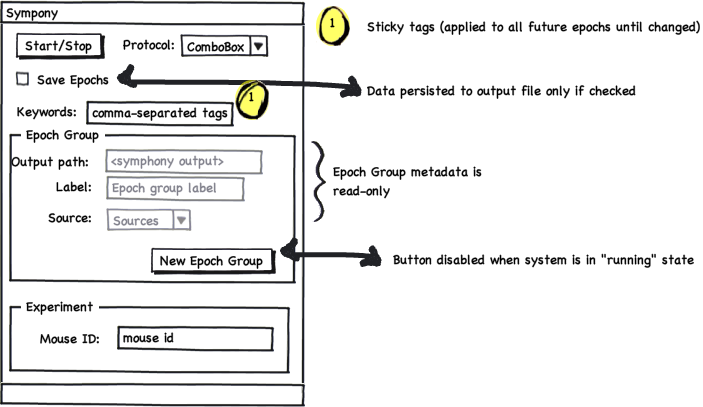 Sympony
Start/Stop Protocol: ComboBox
1 Sticky tags (applied to all future epochs until changed)
Save Epochs
Data persisted to output file only if checked
1
Keywords: comma-separated tags
Epoch Group
Output path: <symphony output>
Label: Epoch group label
Source: Sources
Epoch Group metadata is
read-only
New Epoch Group
Button disabled when system is in "running" state
Experiment
Mouse ID: mouse id